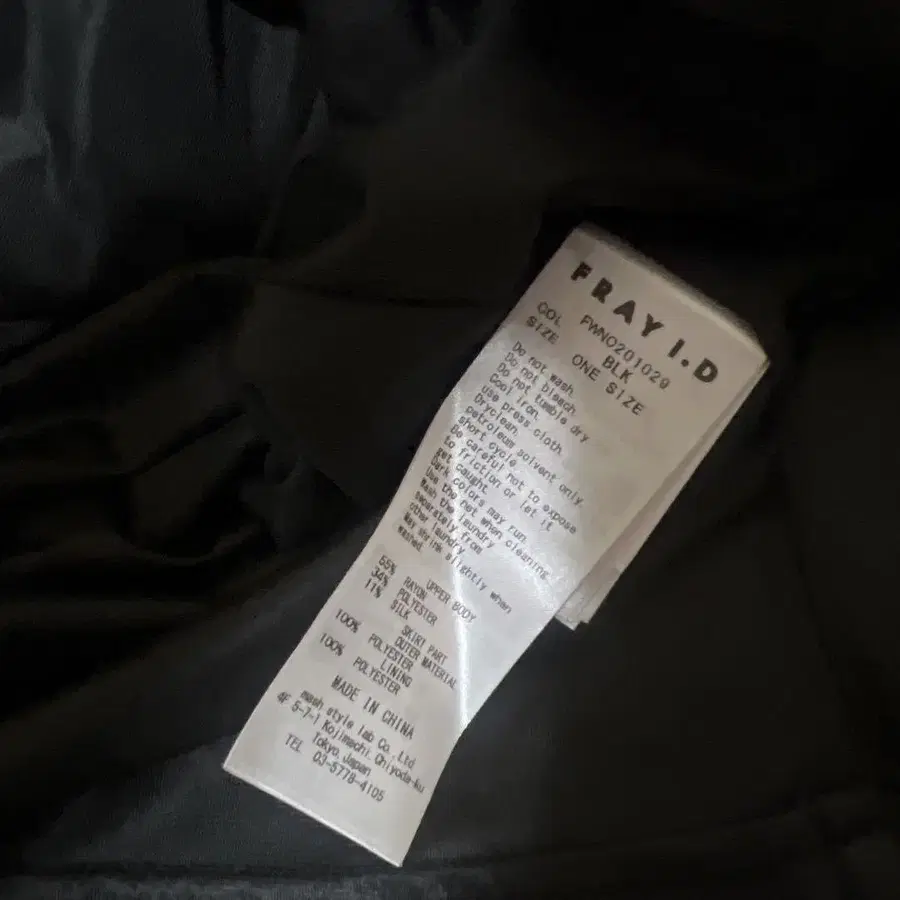 FRAY I.D
FWNO201029
COL BLK
SIZE ONE SIZE
Do not wash.
Do not bleach.
Do not tumble dry
Cool iron.
use press cloth.
Dryclean.
petroleum solvent only.
short cycle
Be careful not to expose
to friction or let it
get caught.
Dark colors may run.
Use the net when cleaning
Wash the laundry
separately from
other laundry.
May shrink slightly when
washed.
UPPER BODY
55% RAYON
34% POLYESTER
11% SILK
SKIRT PART
OUTER MATERIAL
100% POLYESTER
LINING
100% POLYESTER
MADE IN CHINA
mash style lab Co., Ltd.
4F 5-7-1 Kojimachi, Chiyoda-ku
Tokyo, Japan
TEL 03-5778-4105